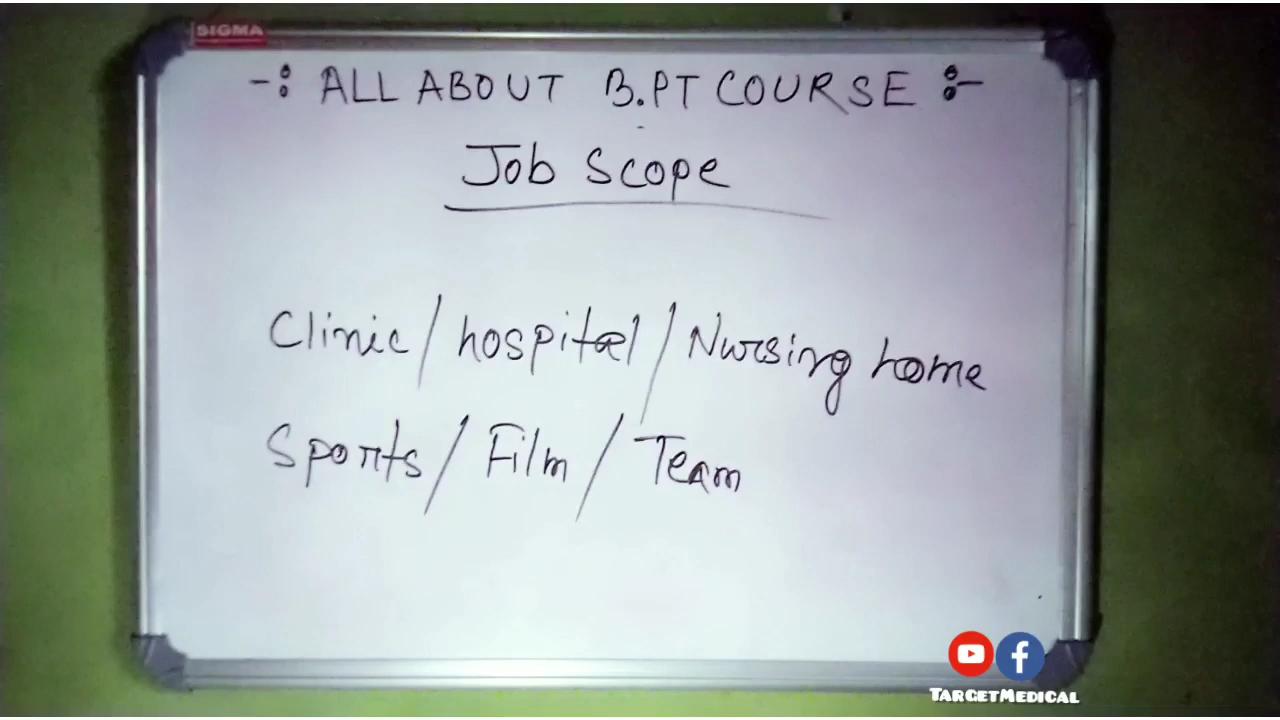 SIGMA
-: ALL ABOUT B.PT COURSE :-
Job Scope
Clinic/hospital/Nursing home
Sports/Film/Team
TARGETMEDICAL